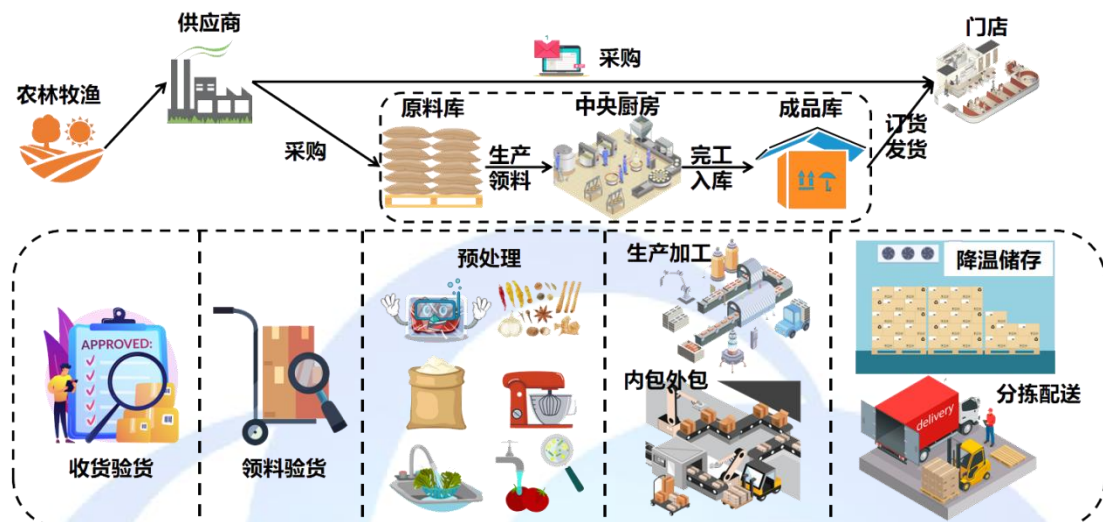 供应商
门店
采购
农林牧渔
原料库
中央厨房
成品库
订货
发货
采购
生产
领料
完工
入库
预处理
生产加工
降温储存
APPROVED:
内包外包
分拣配送
delivery
收货验货
领料验货